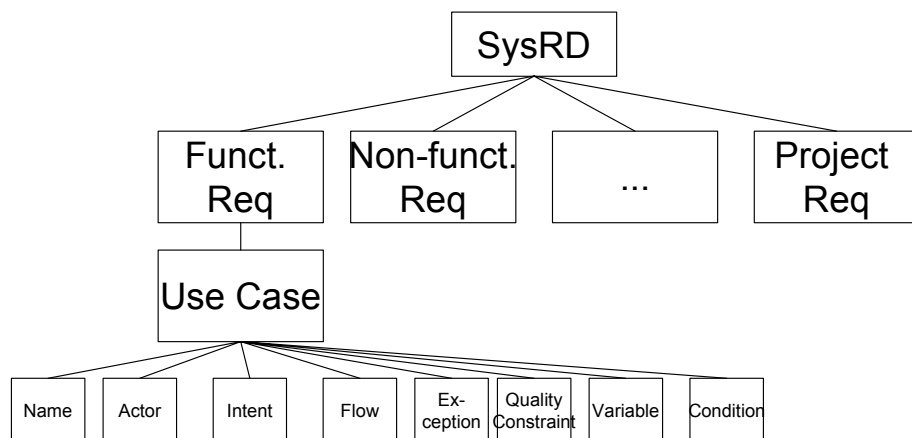 SysRD
Funct.
Req
Non-funct.
Req
...
Project
Req
Use Case
Name
Actor
Intent
Flow
Ex-
ception
Quality
Constraint
Variable
Condition